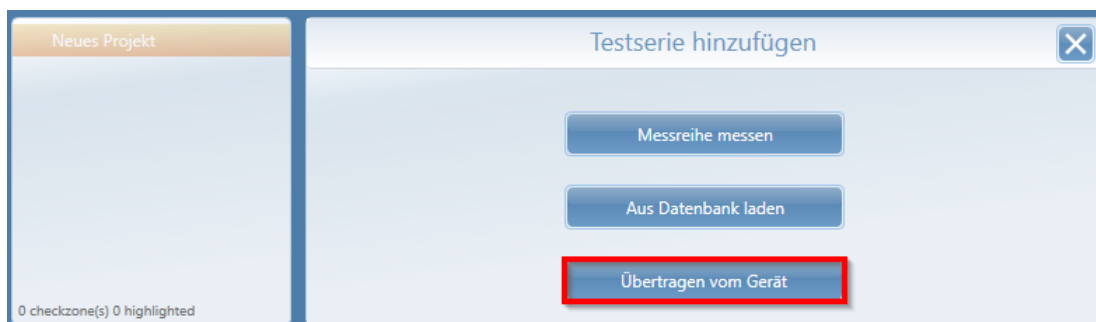 Neues Projekt
Testserie hinzufügen
Messreihe messen
Aus Datenbank laden
Übertragen vom Gerät
0 checkzone(s) 0 highlighted